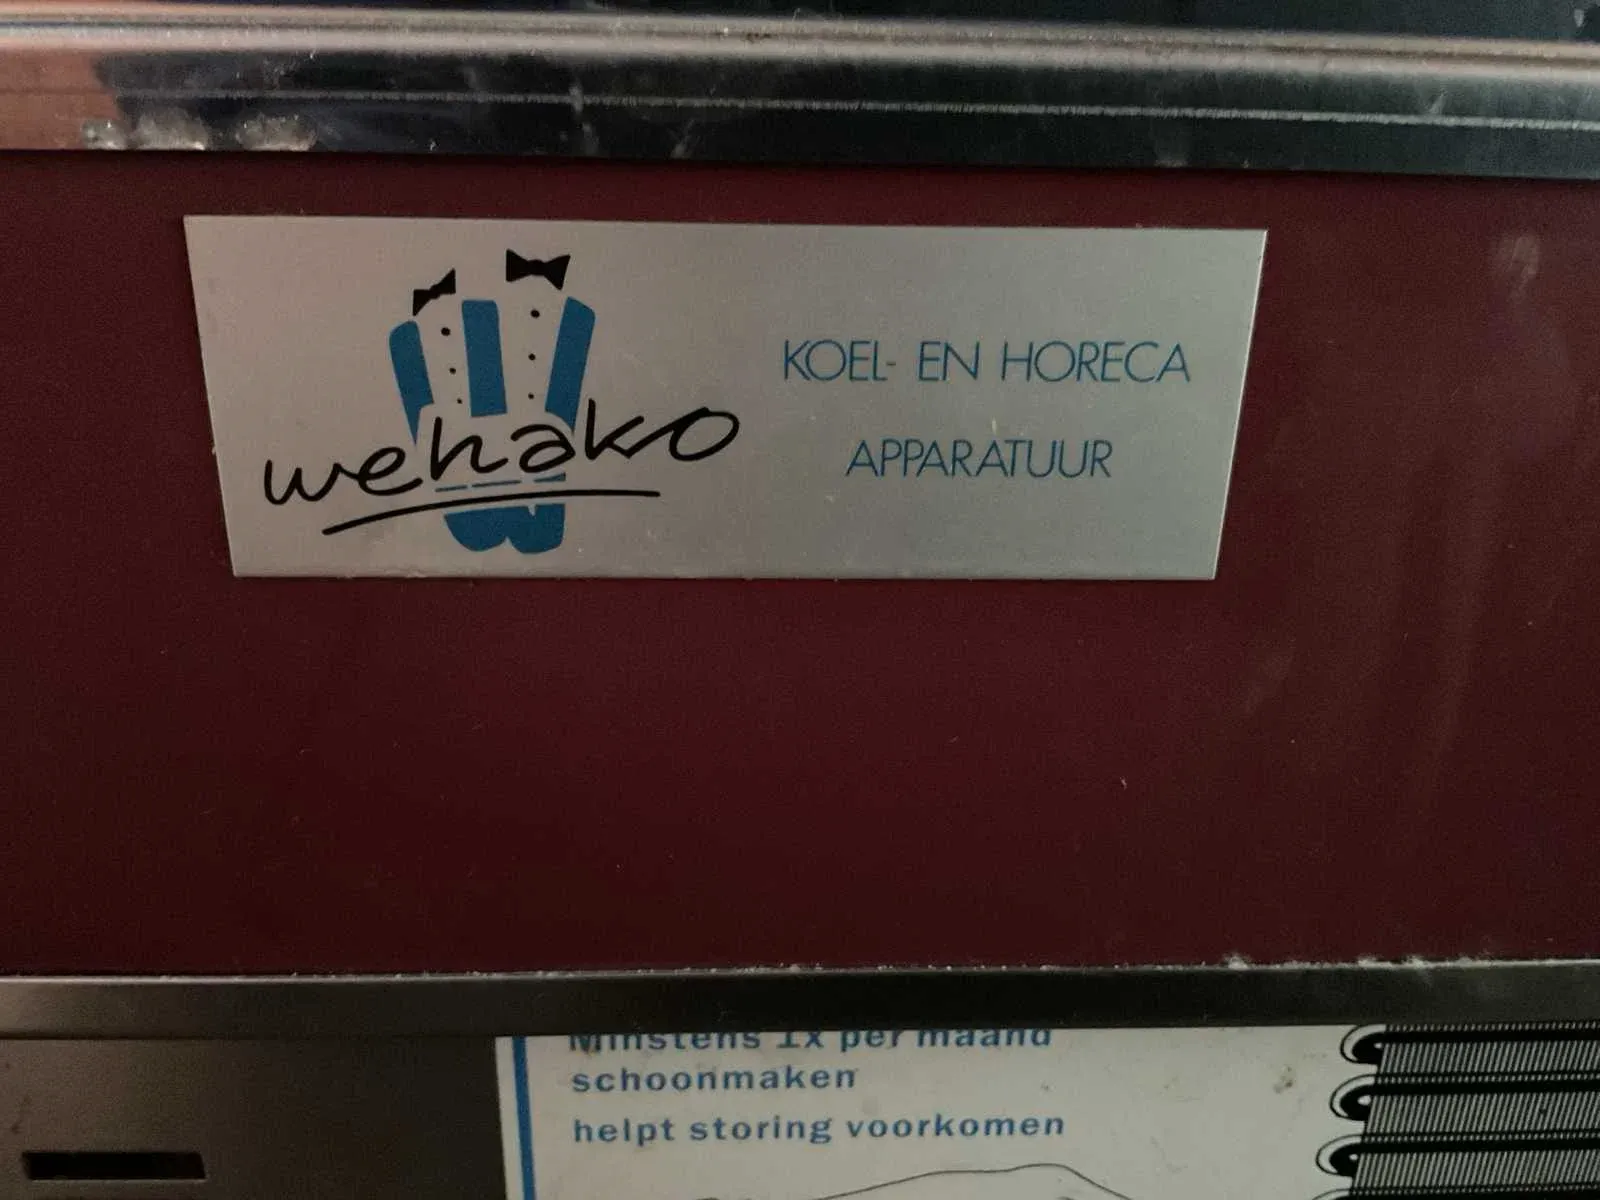 wehako
KOEL- EN HORECA
APPARATUUR
Minstens 1x per maand
schoonmaken
helpt storing voorkomen